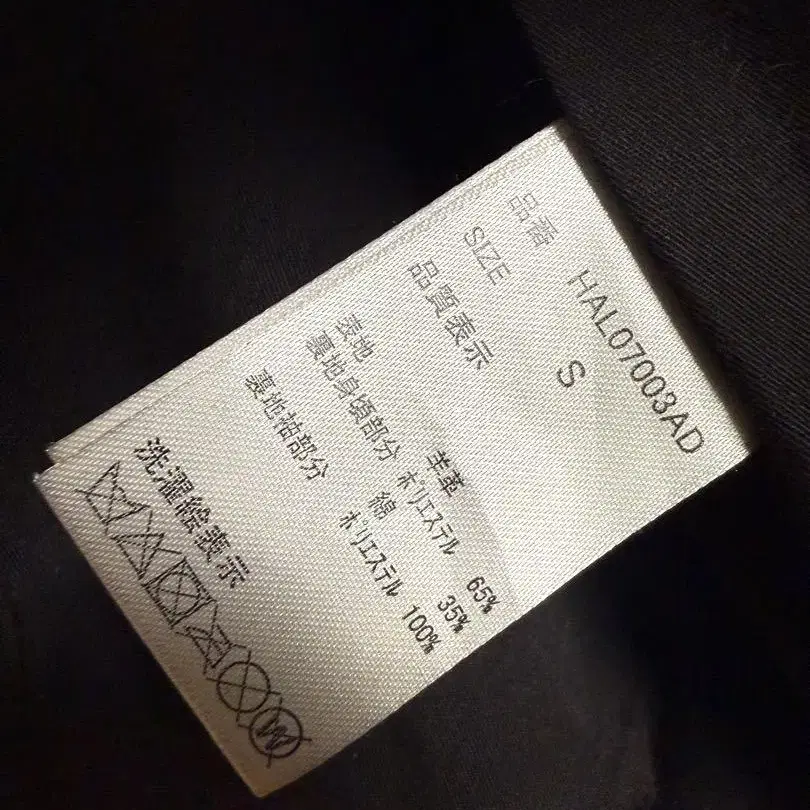 品番 HAL07003AD
SIZE S
品質表示
表地 羊革
裏地身頃部分 ポリエステル 65%
綿 35%
裏地袖部分 ポリエステル 100%
洗濯絵表示